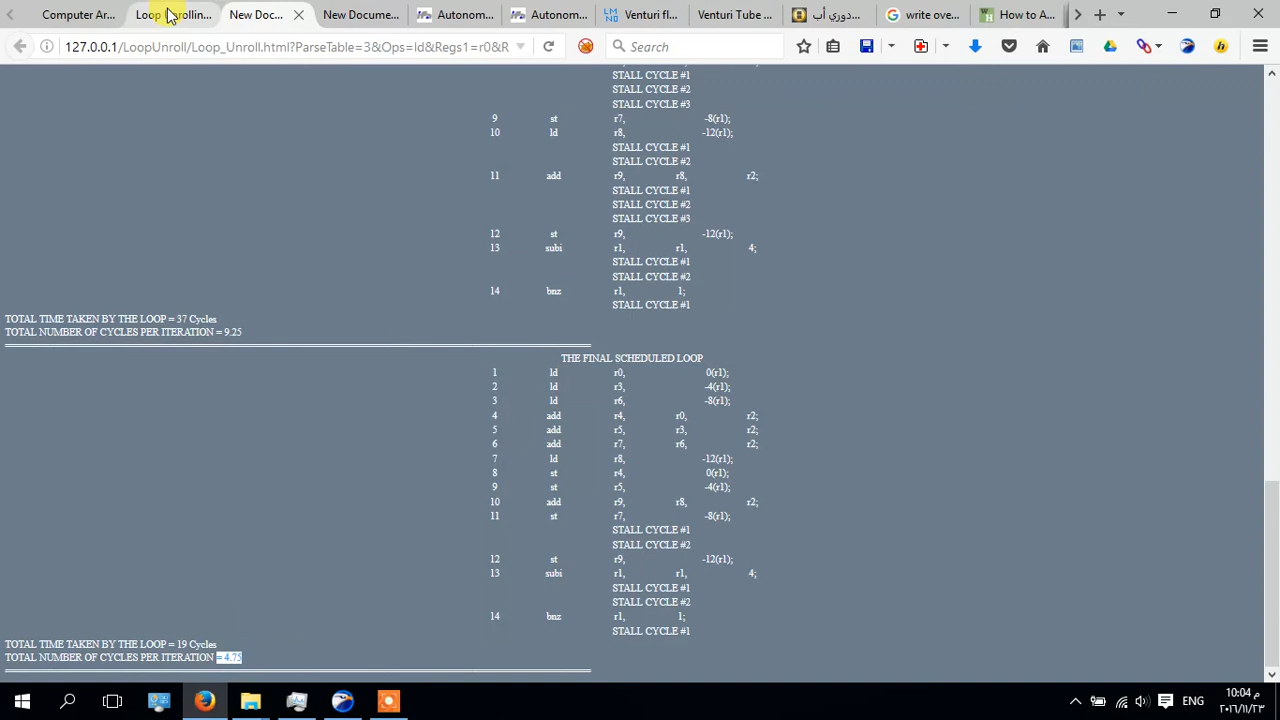 Computer Ar... Loop Unrollin... New Doc... New Docume... Autonom... Autonom... Venturi fl... Venturi Tube ... دوري أب... write ove... How to A...
127.0.0.1/LoopUnroll/Loop_Unroll.html?ParseTable=3&Ops=ld&Regs1=r0&R Search
STALL CYCLE #1
STALL CYCLE #2
STALL CYCLE #3
9 st r7, -8(r1);
10 ld r8, -12(r1);
STALL CYCLE #1
STALL CYCLE #2
11 add r9, r8, r2;
STALL CYCLE #1
STALL CYCLE #2
STALL CYCLE #3
12 st r9, -12(r1);
13 subi r1, r1, 4;
STALL CYCLE #1
STALL CYCLE #2
14 bnz r1, 1;
STALL CYCLE #1
TOTAL TIME TAKEN BY THE LOOP = 37 Cycles
TOTAL NUMBER OF CYCLES PER ITERATION = 9.25
THE FINAL SCHEDULED LOOP
1 ld r0, 0(r1);
2 ld r3, -4(r1);
3 ld r6, -8(r1);
4 add r4, r0, r2;
5 add r5, r3, r2;
6 add r7, r6, r2;
7 ld r8, -12(r1);
8 st r4, 0(r1);
9 st r5, -4(r1);
10 add r9, r8, r2;
11 st r7, -8(r1);
STALL CYCLE #1
STALL CYCLE #2
12 st r9, -12(r1);
13 subi r1, r1, 4;
STALL CYCLE #1
STALL CYCLE #2
14 bnz r1, 1;
STALL CYCLE #1
TOTAL TIME TAKEN BY THE LOOP = 19 Cycles
TOTAL NUMBER OF CYCLES PER ITERATION = 4.75
ENG
10:04 م
٢٠١٦/١١/٢٣